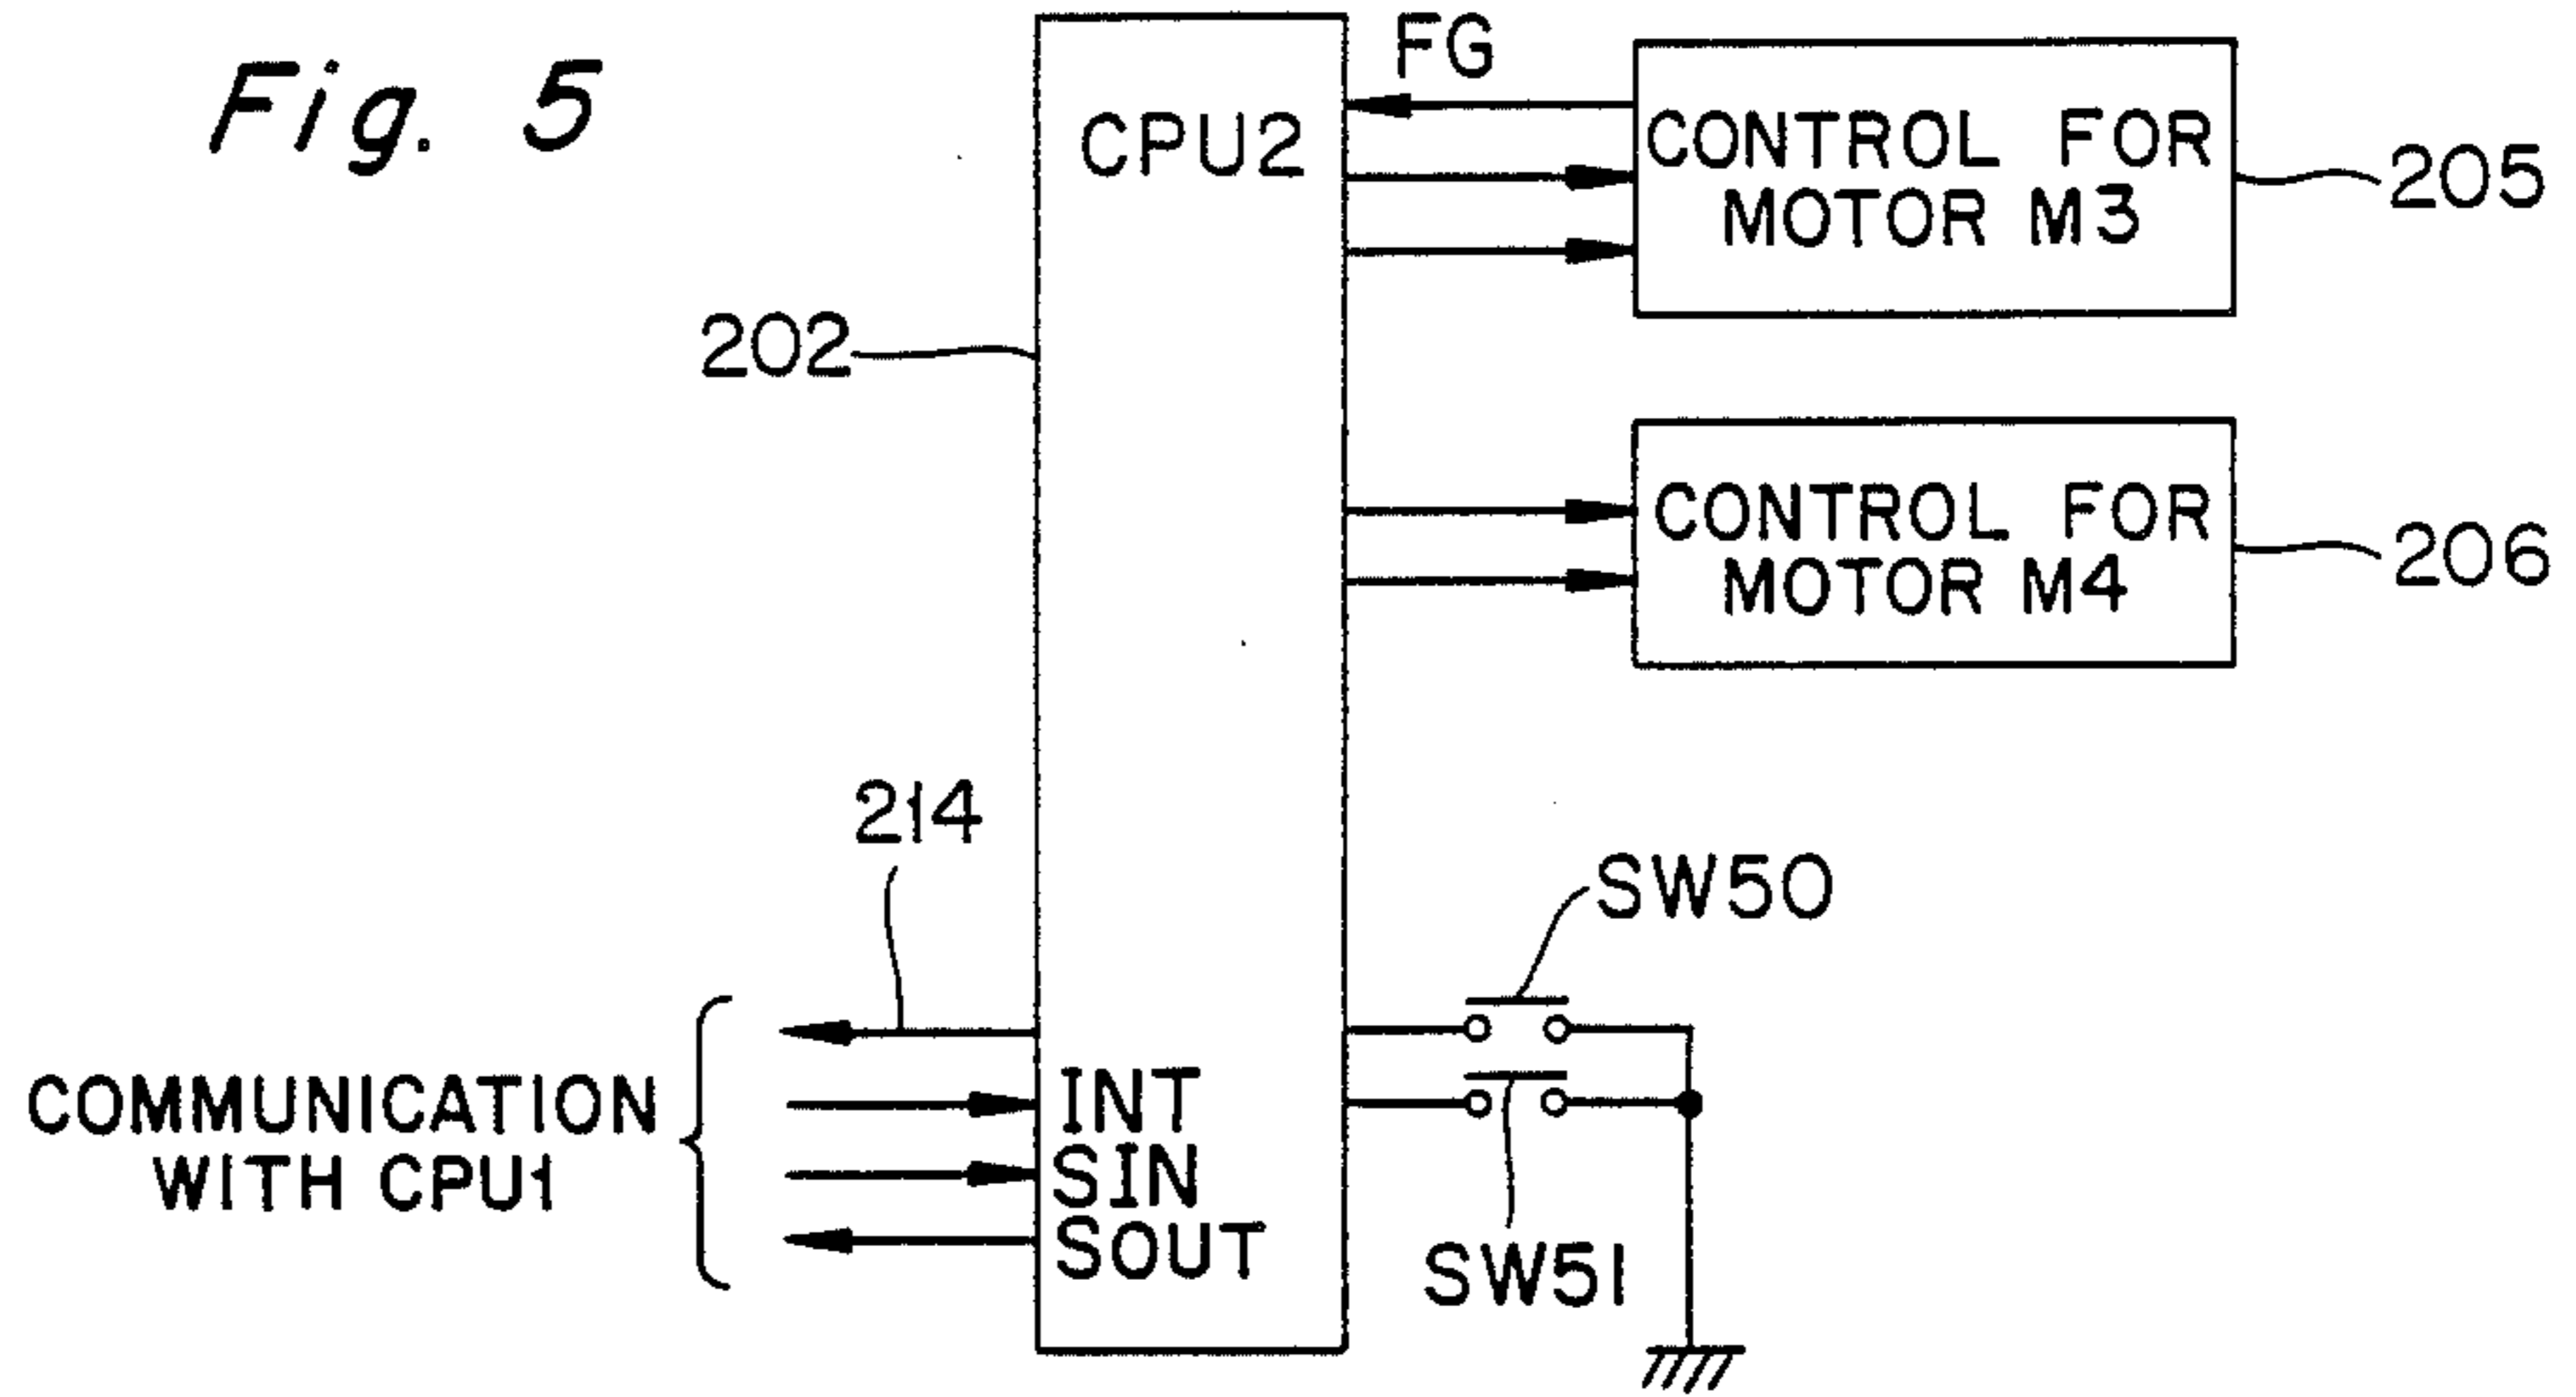 Fig. 5
FG
CPU2
CONTROL FOR
MOTOR M3
205
202
CONTROL FOR
MOTOR M4
206
214
SW50
COMMUNICATION
WITH CPU1
INT
SIN
SOUT
SW51